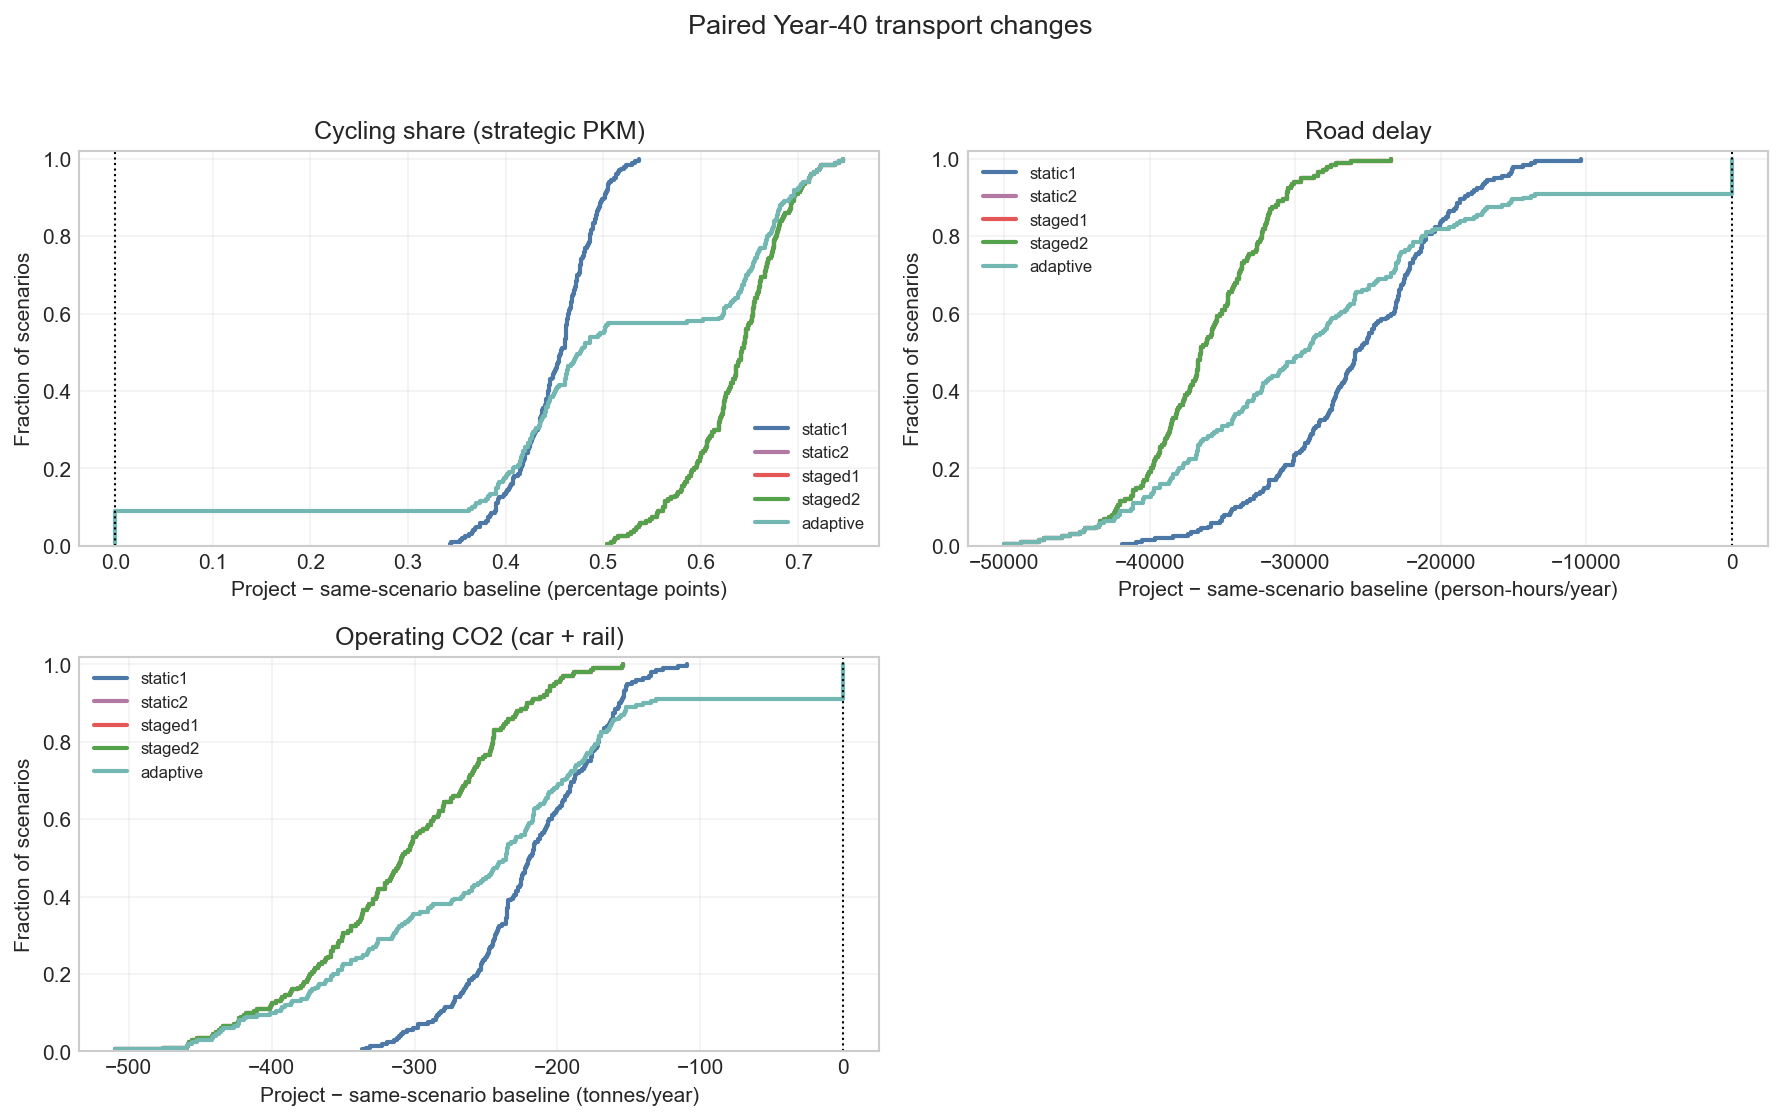 Paired Year-40 transport changes
Cycling share (strategic PKM)
Fraction of scenarios
1.0
0.8
0.6
0.4
0.2
0.0
static1
static2
staged1
staged2
adaptive
0.0 0.1 0.2 0.3 0.4 0.5 0.6 0.7
Project − same-scenario baseline (percentage points)
Road delay
Fraction of scenarios
1.0
0.8
0.6
0.4
0.2
0.0
static1
static2
staged1
staged2
adaptive
−50000 −40000 −30000 −20000 −10000 0
Project − same-scenario baseline (person-hours/year)
Operating CO2 (car + rail)
Fraction of scenarios
1.0
0.8
0.6
0.4
0.2
0.0
static1
static2
staged1
staged2
adaptive
−500 −400 −300 −200 −100 0
Project − same-scenario baseline (tonnes/year)